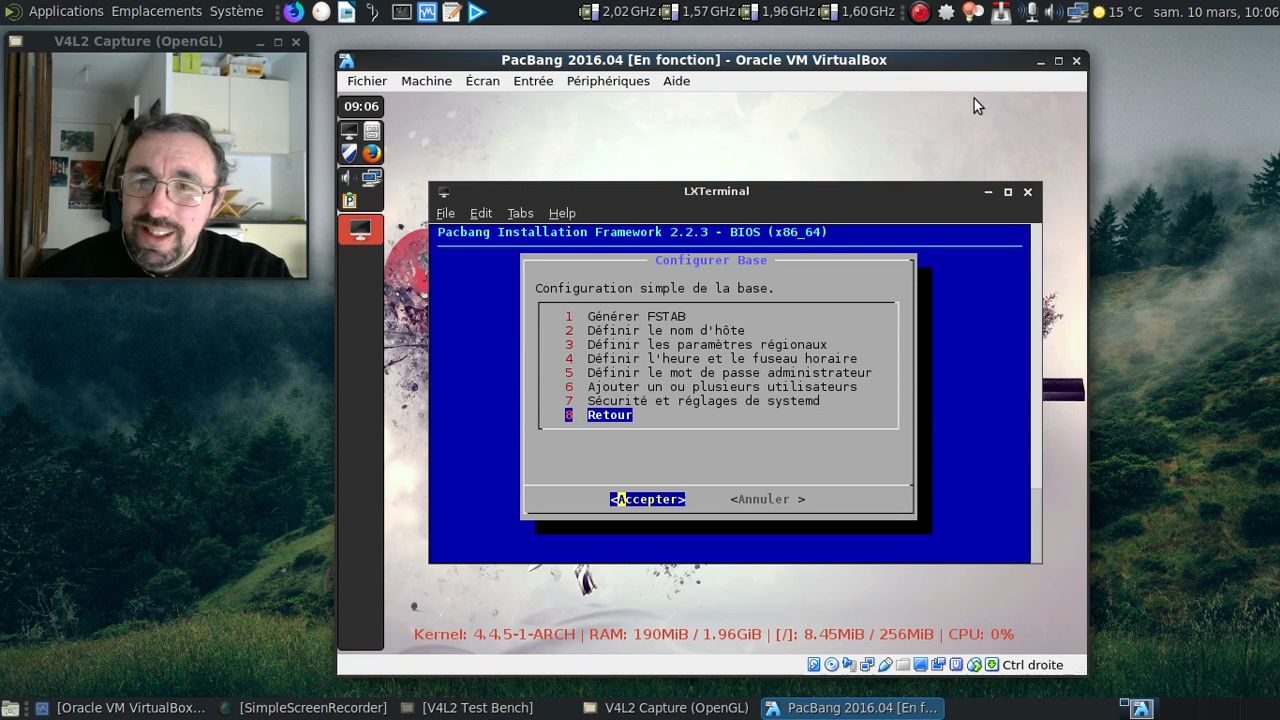 Applications Emplacements Système
2,02 GHz 1,57 GHz 1,96 GHz 1,60 GHz
15 °C sam. 10 mars, 10:06
V4L2 Capture (OpenGL)
PacBang 2016.04 [En fonction] - Oracle VM VirtualBox
Fichier Machine Écran Entrée Périphériques Aide
09:06
LXTerminal
File Edit Tabs Help
Pacbang Installation Framework 2.2.3 - BIOS (x86_64)
Configurer Base
Configuration simple de la base.
1 Générer FSTAB
2 Définir le nom d'hôte
3 Définir les paramètres régionaux
4 Définir l'heure et le fuseau horaire
5 Définir le mot de passe administrateur
6 Ajouter un ou plusieurs utilisateurs
7 Sécurité et réglages de systemd
8 Retour
<Accepter> <Annuler >
Kernel: 4.4.5-1-ARCH | RAM: 190MiB / 1.96GiB | [/]: 8.45MiB / 256MiB | CPU: 0%
Ctrl droite
[Oracle VM VirtualBox... [SimpleScreenRecorder] [V4L2 Test Bench] V4L2 Capture (OpenGL) PacBang 2016.04 [En f...